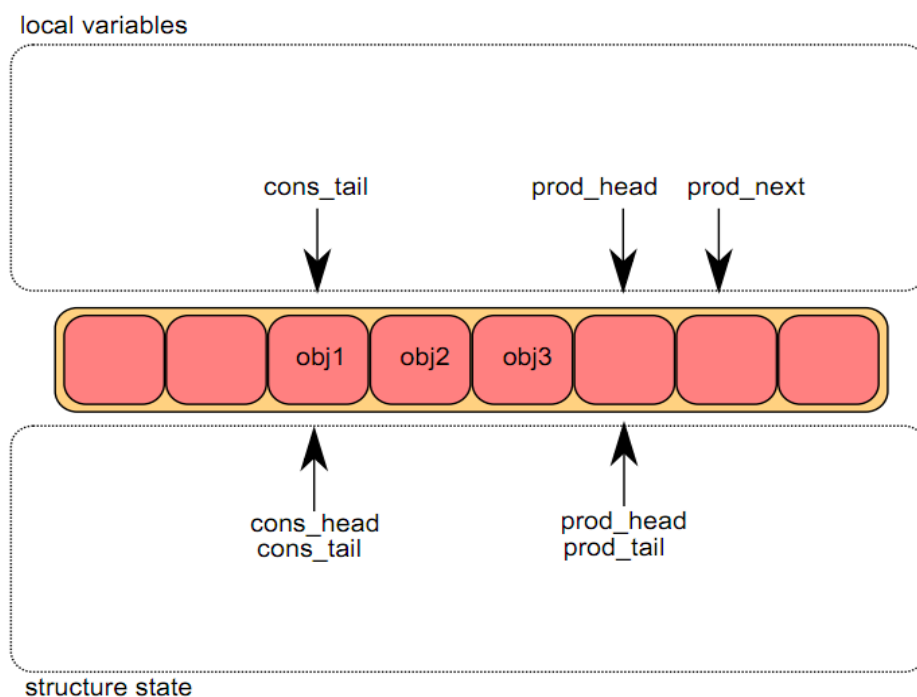 local variables
cons_tail
prod_head
prod_next
obj1
obj2
obj3
cons_head
cons_tail
prod_head
prod_tail
structure state